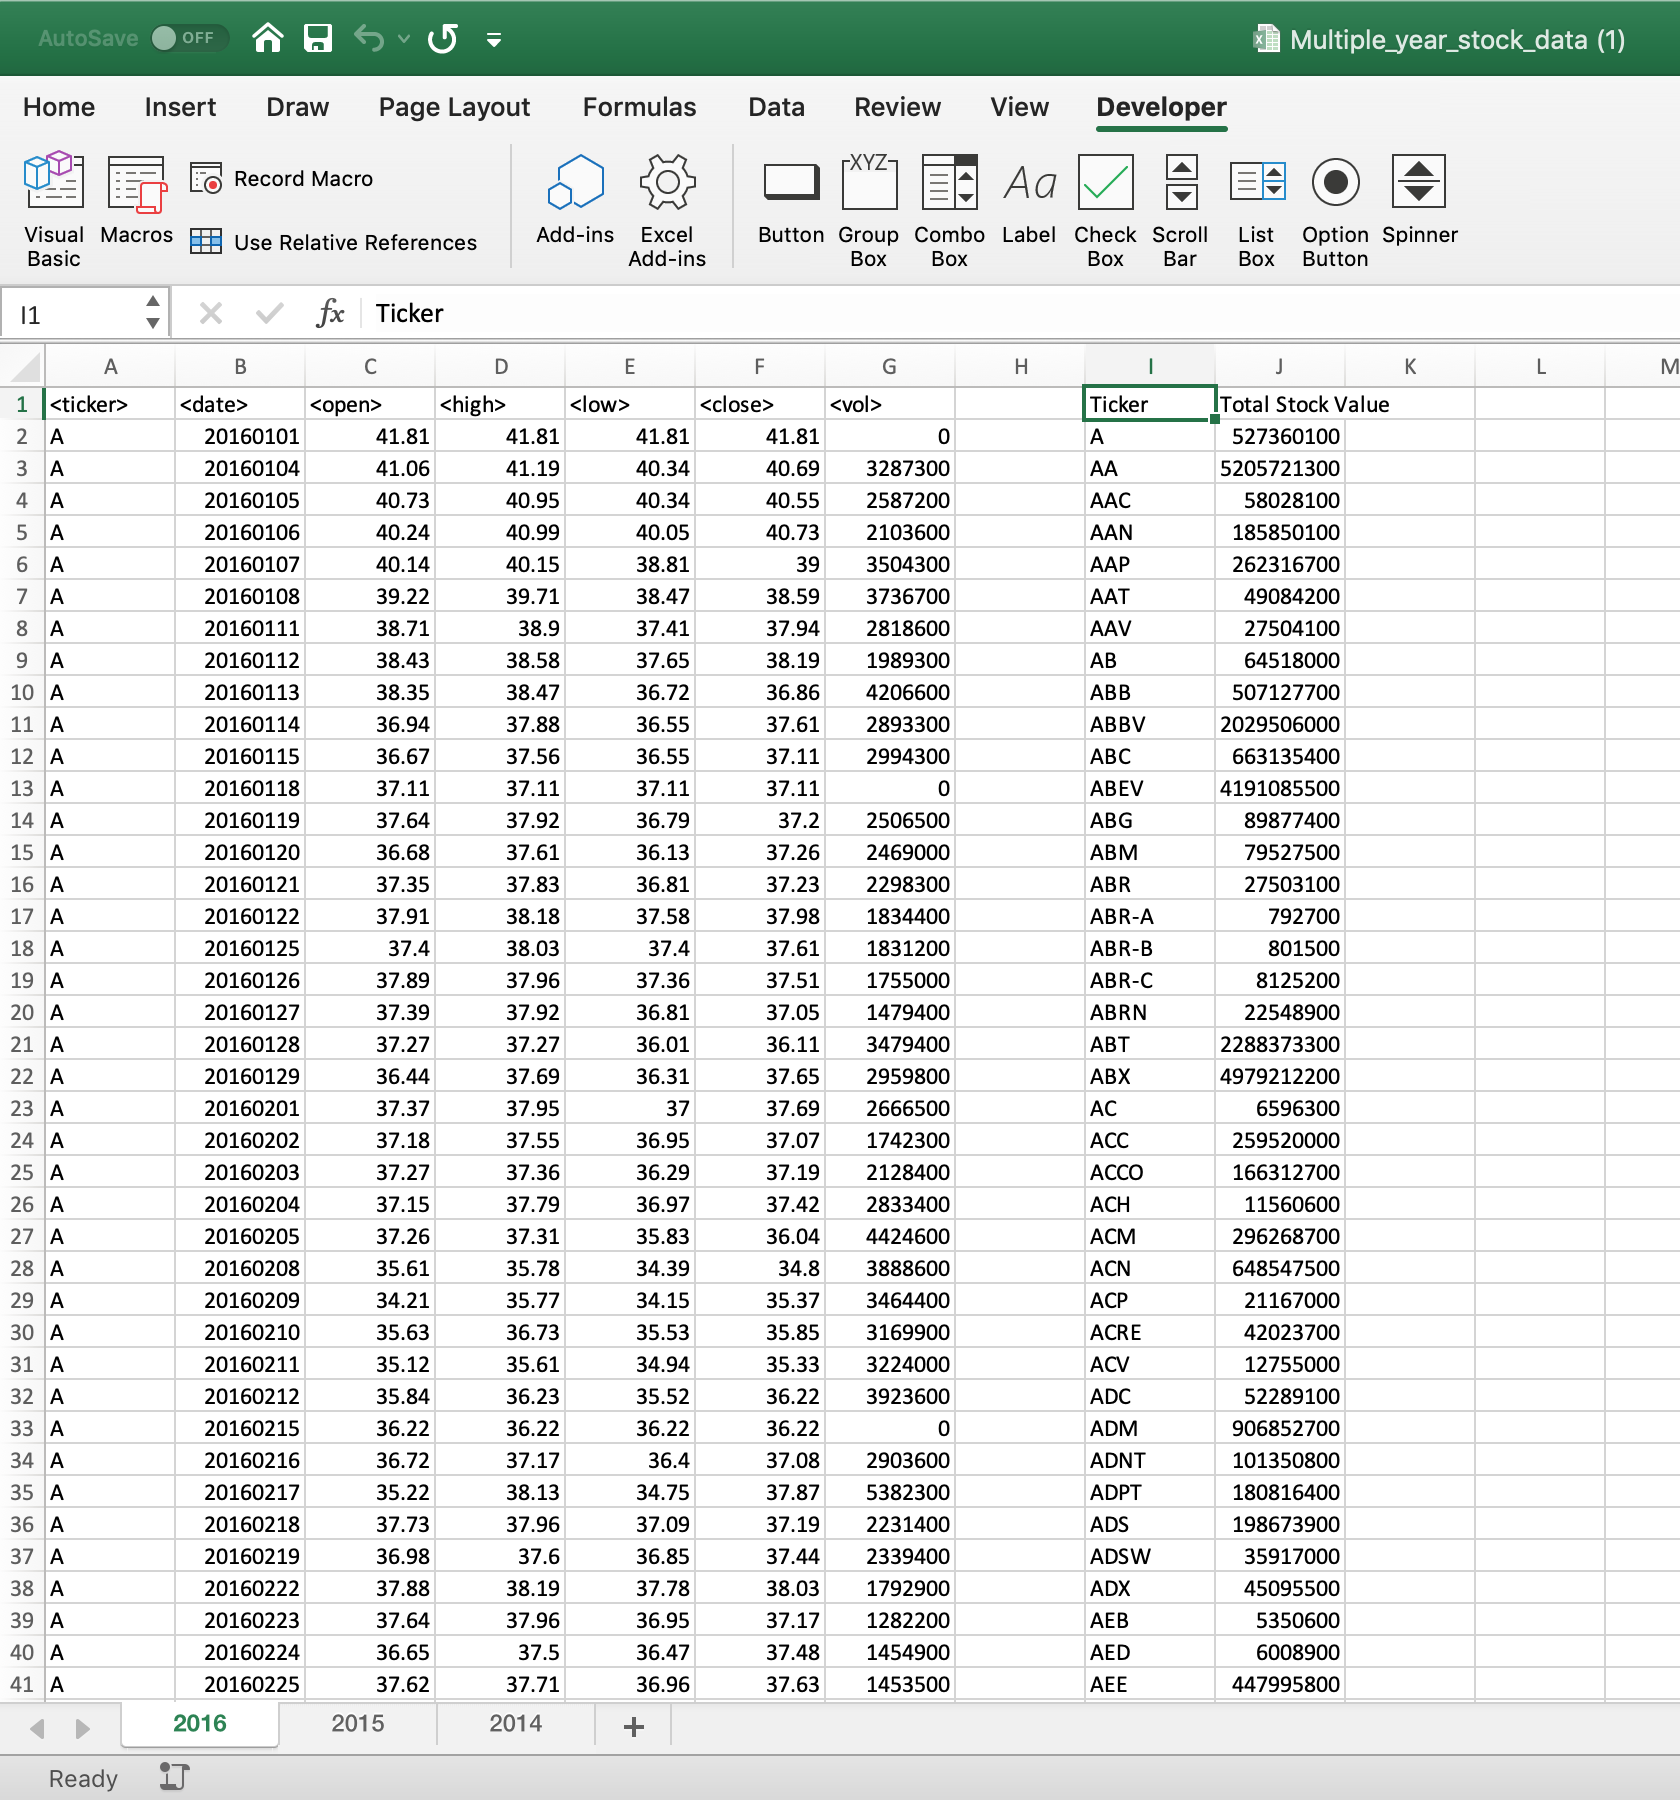 AutoSave OFF Multiple_year_stock_data (1)
Home Insert Draw Page Layout Formulas Data Review View Developer
Visual Basic Macros Record Macro Use Relative References Add-ins Excel Add-ins Button XYZ Group Box Combo Box Aa Label Check Box Scroll Bar List Box Option Button Spinner
I1 fx Ticker
A B C D E F G H I J K L M
1 <ticker> <date> <open> <high> <low> <close> <vol> Ticker Total Stock Value
2 A 20160101 41.81 41.81 41.81 41.81 0 A 527360100
3 A 20160104 41.06 41.19 40.34 40.69 3287300 AA 5205721300
4 A 20160105 40.73 40.95 40.34 40.55 2587200 AAC 58028100
5 A 20160106 40.24 40.99 40.05 40.73 2103600 AAN 185850100
6 A 20160107 40.14 40.15 38.81 39 3504300 AAP 262316700
7 A 20160108 39.22 39.71 38.47 38.59 3736700 AAT 49084200
8 A 20160111 38.71 38.9 37.41 37.94 2818600 AAV 27504100
9 A 20160112 38.43 38.58 37.65 38.19 1989300 AB 64518000
10 A 20160113 38.35 38.47 36.72 36.86 4206600 ABB 507127700
11 A 20160114 36.94 37.88 36.55 37.61 2893300 ABBV 2029506000
12 A 20160115 36.67 37.56 36.55 37.11 2994300 ABC 663135400
13 A 20160118 37.11 37.11 37.11 37.11 0 ABEV 4191085500
14 A 20160119 37.64 37.92 36.79 37.2 2506500 ABG 89877400
15 A 20160120 36.68 37.61 36.13 37.26 2469000 ABM 79527500
16 A 20160121 37.35 37.83 36.81 37.23 2298300 ABR 27503100
17 A 20160122 37.91 38.18 37.58 37.98 1834400 ABR-A 792700
18 A 20160125 37.4 38.03 37.4 37.61 1831200 ABR-B 801500
19 A 20160126 37.89 37.96 37.36 37.51 1755000 ABR-C 8125200
20 A 20160127 37.39 37.92 36.81 37.05 1479400 ABRN 22548900
21 A 20160128 37.27 37.27 36.01 36.11 3479400 ABT 2288373300
22 A 20160129 36.44 37.69 36.31 37.65 2959800 ABX 4979212200
23 A 20160201 37.37 37.95 37 37.69 2666500 AC 6596300
24 A 20160202 37.18 37.55 36.95 37.07 1742300 ACC 259520000
25 A 20160203 37.27 37.36 36.29 37.19 2128400 ACCO 166312700
26 A 20160204 37.15 37.79 36.97 37.42 2833400 ACH 11560600
27 A 20160205 37.26 37.31 35.83 36.04 4424600 ACM 296268700
28 A 20160208 35.61 35.78 34.39 34.8 3888600 ACN 648547500
29 A 20160209 34.21 35.77 34.15 35.37 3464400 ACP 21167000
30 A 20160210 35.63 36.73 35.53 35.85 3169900 ACRE 42023700
31 A 20160211 35.12 35.61 34.94 35.33 3224000 ACV 12755000
32 A 20160212 35.84 36.23 35.52 36.22 3923600 ADC 52289100
33 A 20160215 36.22 36.22 36.22 36.22 0 ADM 906852700
34 A 20160216 36.72 37.17 36.4 37.08 2903600 ADNT 101350800
35 A 20160217 35.22 38.13 34.75 37.87 5382300 ADPT 180816400
36 A 20160218 37.73 37.96 37.09 37.19 2231400 ADS 198673900
37 A 20160219 36.98 37.6 36.85 37.44 2339400 ADSW 35917000
38 A 20160222 37.88 38.19 37.78 38.03 1792900 ADX 45095500
39 A 20160223 37.64 37.96 36.95 37.17 1282200 AEB 5350600
40 A 20160224 36.65 37.5 36.47 37.48 1454900 AED 6008900
41 A 20160225 37.62 37.71 36.96 37.63 1453500 AEE 447995800
2016 2015 2014 +
Ready